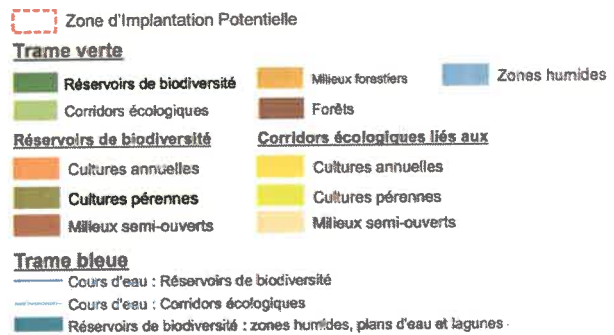 Zone d'Implantation Potentielle
Trame verte
Réservoirs de biodiversité
Milieux forestiers
Zones humides
Corridors écologiques
Forêts
Réservoirs de biodiversité
Corridors écologiques liés aux
Cultures annuelles
Cultures annuelles
Cultures pérennes
Cultures pérennes
Milieux semi-ouverts
Milieux semi-ouverts
Trame bleue
Cours d'eau : Réservoirs de biodiversité
Cours d'eau : Corridors écologiques
Réservoirs de biodiversité : zones humides, plans d'eau et lagunes